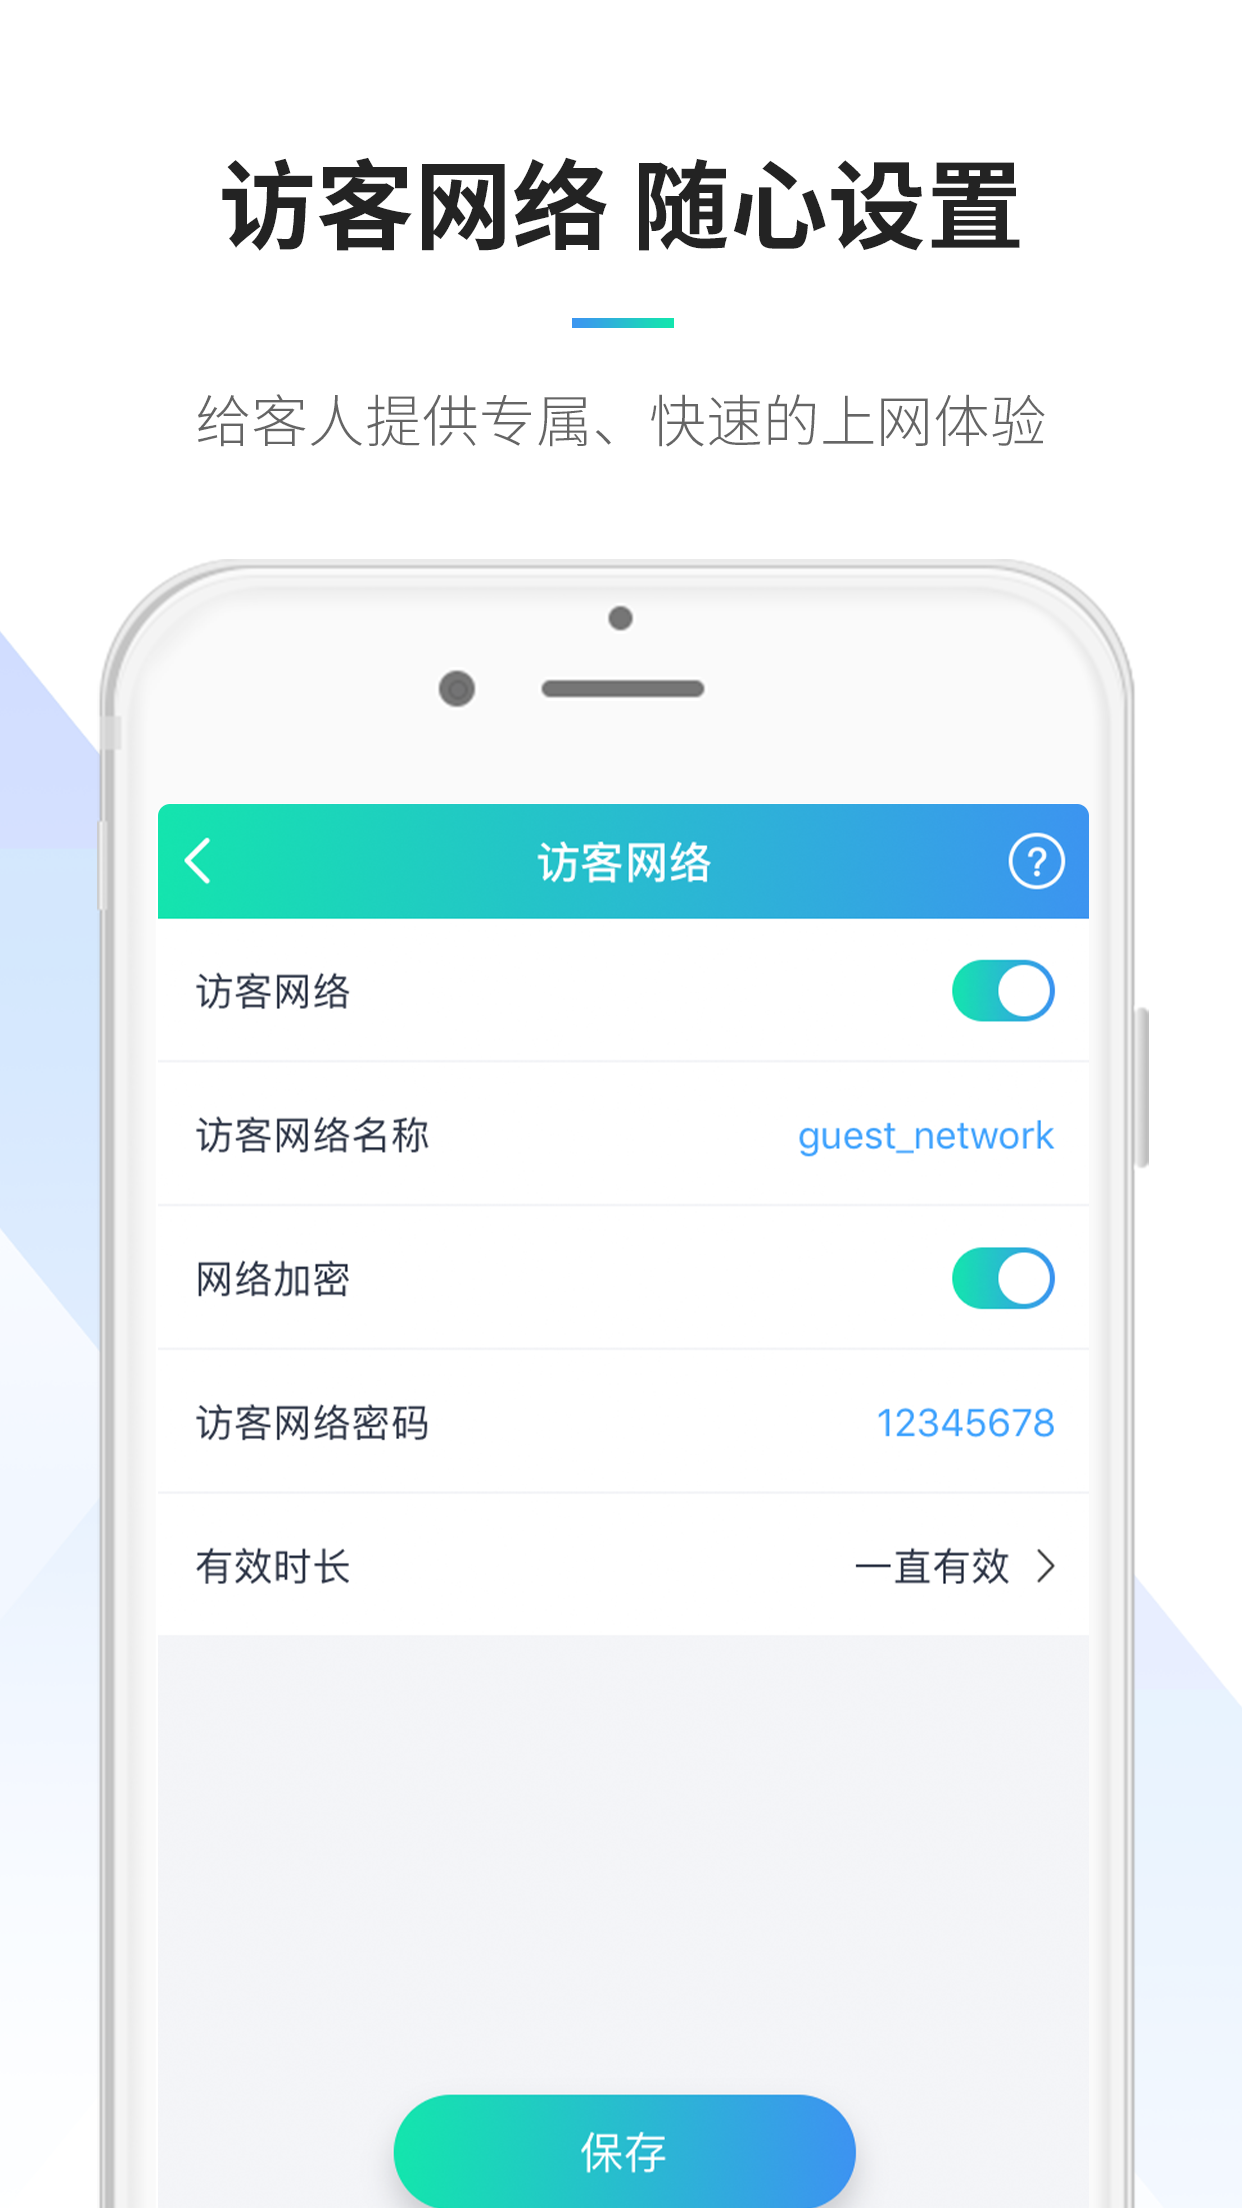 访客网络 随心设置
给客人提供专属、快速的上网体验
访客网络
?
访客网络
访客网络名称 guest_network
网络加密
访客网络密码 12345678
有效时长 一直有效
保存